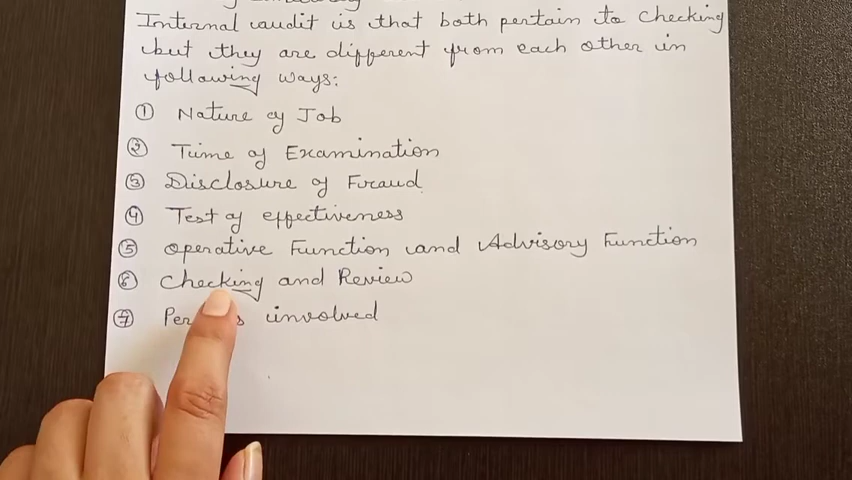 Internal audit is that both pertain to checking
but they are different from each other in
following ways:
① Nature of Job
② Time of Examination
③ Disclosure of Fraud
④ Test of effectiveness
⑤ Operative Function and Advisory Function
⑥ Checking and Review
⑦ involved